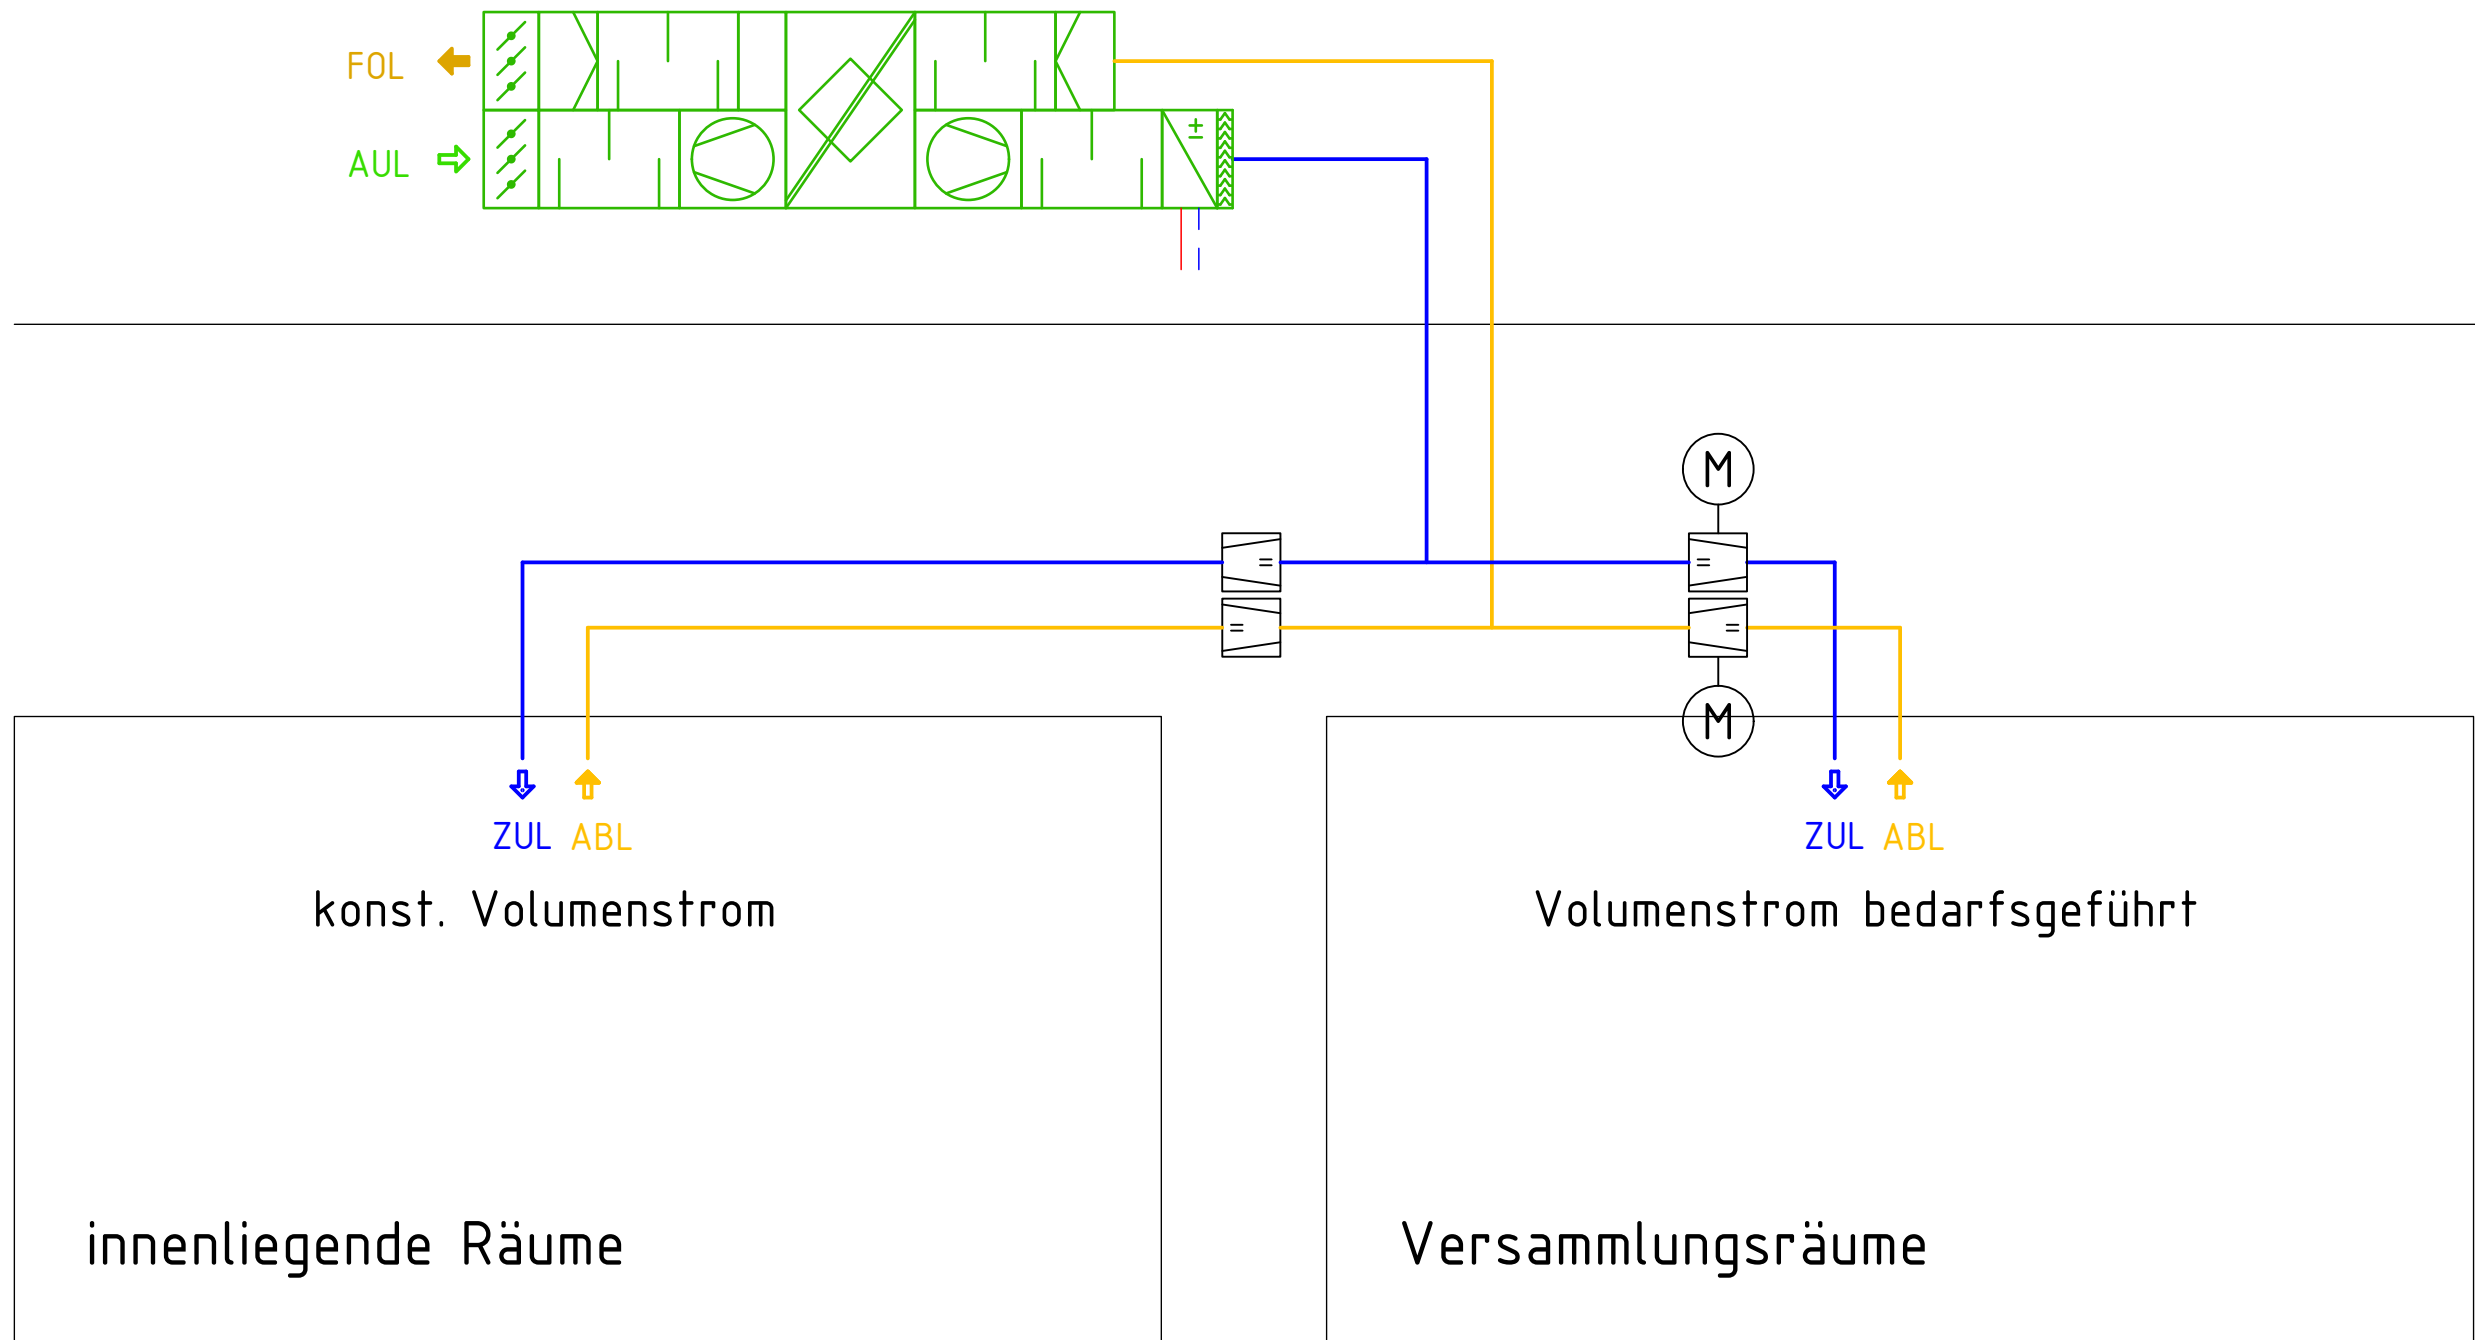 FOL
AUL
±
M
=
=
=
=
M
ZUL ABL
ZUL ABL
konst. Volumenstrom
Volumenstrom bedarfsgeführt
innenliegende Räume
Versammlungsräume